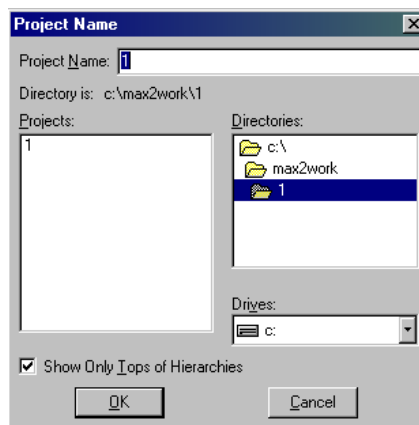 Project Name
Project Name: 1
Directory is: c:\max2work\1
Projects:
1
Directories:
c:\
max2work
1
Drives:
c:
Show Only Tops of Hierarchies
OK
Cancel